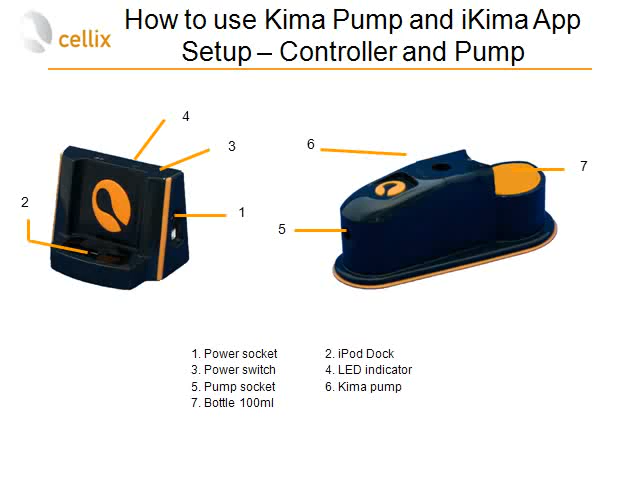 cellix
How to use Kima Pump and iKima App
Setup – Controller and Pump
4
3
6
7
2
1
5
1. Power socket 2. iPod Dock
3. Power switch 4. LED indicator
5. Pump socket 6. Kima pump
7. Bottle 100ml